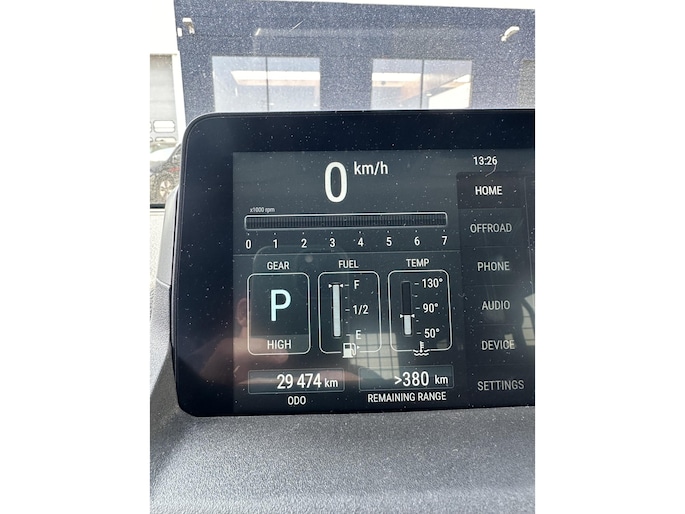 0 km/h
13:26
x1000 rpm
0 1 2 3 4 5 6 7
HOME
OFFROAD
PHONE
AUDIO
DEVICE
SETTINGS
GEAR
P
HIGH
FUEL
F
1/2
E
TEMP
130°
90°
50°
29 474 km
ODO
>380 km
REMAINING RANGE